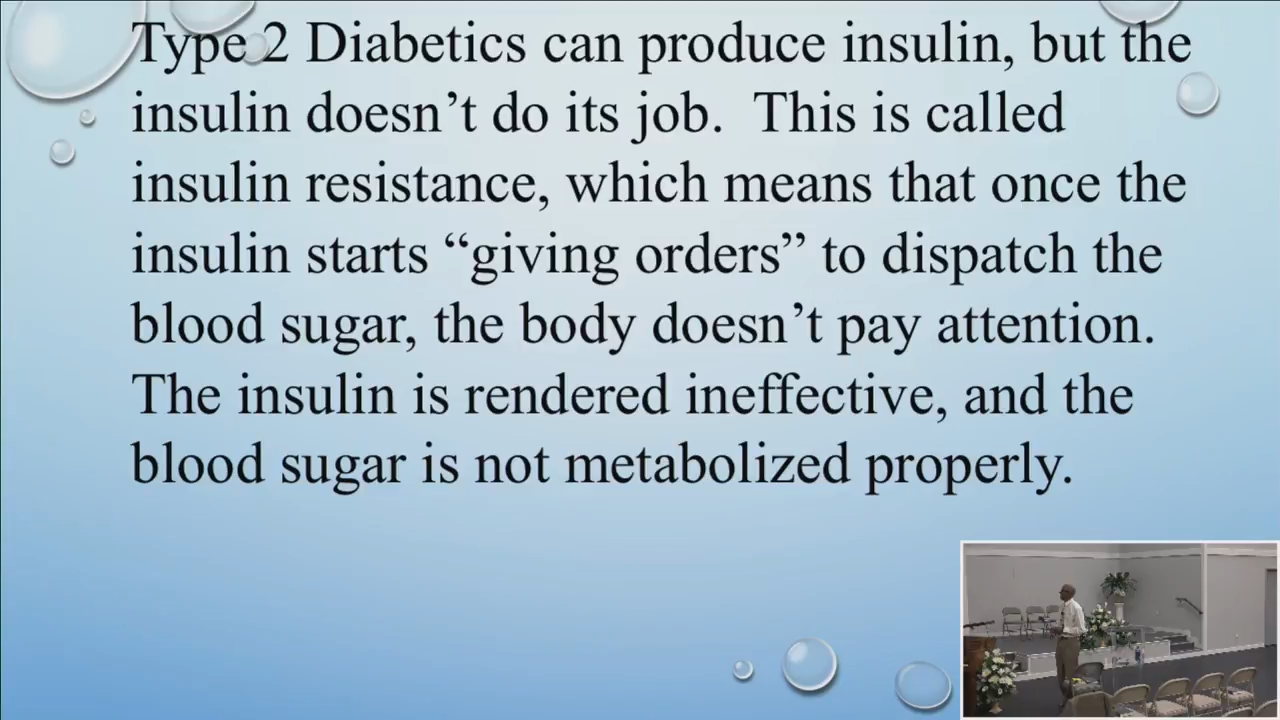 Type 2 Diabetics can produce insulin, but the
insulin doesn’t do its job.  This is called
insulin resistance, which means that once the
insulin starts “giving orders” to dispatch the
blood sugar, the body doesn’t pay attention.
The insulin is rendered ineffective, and the
blood sugar is not metabolized properly.